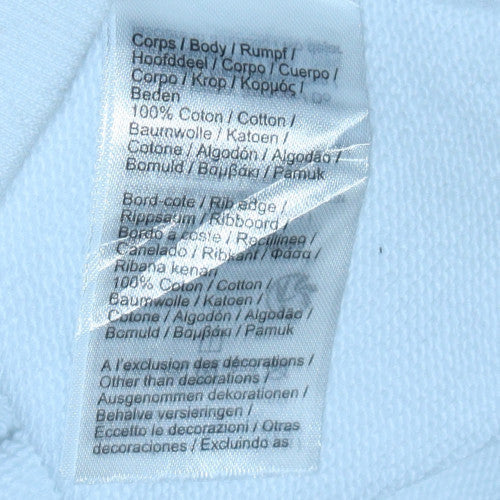 Corps / Body / Rumpf /
Hoofddeel / Corpo / Cuerpo /
Corpo / Krop / Κορμός /
Beden
100% Coton / Cotton /
Baumwolle / Katoen /
Cotone / Algodón / Algodão /
Bomuld / Βαμβάκι / Pamuk
Bord-cote / Rib edge /
Rippsaum / Ribboord /
Bordo a coste / Rectilineo /
Canelado / Ribkant / Φάσα /
Ribana kenan
100% Coton / Cotton /
Baumwolle / Katoen /
Cotone / Algodón / Algodão /
Bomuld / Βαμβάκι / Pamuk
A l'exclusion des décorations /
Other than decorations /
Ausgenommen dekorationen /
Behalve versieringen /
Eccetto le decorazioni / Otras
decoraciones / Excluindo as